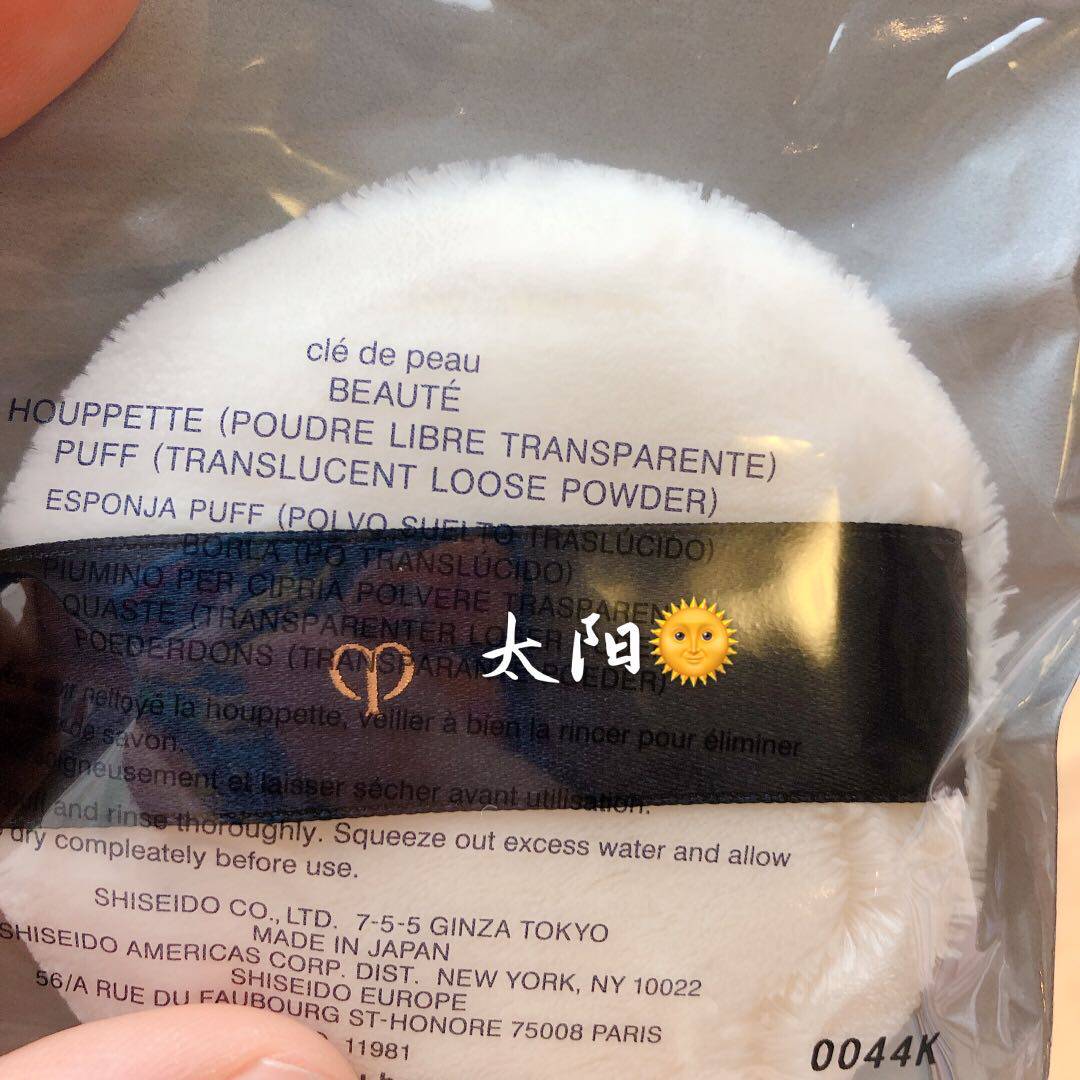 clé de peau
BEAUTÉ
HOUPPETTE (POUDRE LIBRE TRANSPARENTE)
PUFF (TRANSLUCENT LOOSE POWDER)
ESPONJA PUFF (POLVO SUELTO TRASLÚCIDO)
BORLA (PÓ TRANSLÚCIDO)
PIUMINO PER CIPRIA POLVERE
QUASTE (TRANSPARENTER
太阳🌞
POEDERDONS
nettoyé la houppette, veiller à bien la rincer pour éliminer
de savon.
soigneusement et laisser sécher avant utilisation.
and rinse thoroughly. Squeeze out excess water and allow
dry compleately before use.
SHISEIDO CO., LTD. 7-5-5 GINZA TOKYO
MADE IN JAPAN
SHISEIDO AMERICAS CORP. DIST. NEW YORK, NY 10022
SHISEIDO EUROPE
56/A RUE DU FAUBOURG ST-HONORE 75008 PARIS
11981
0044K